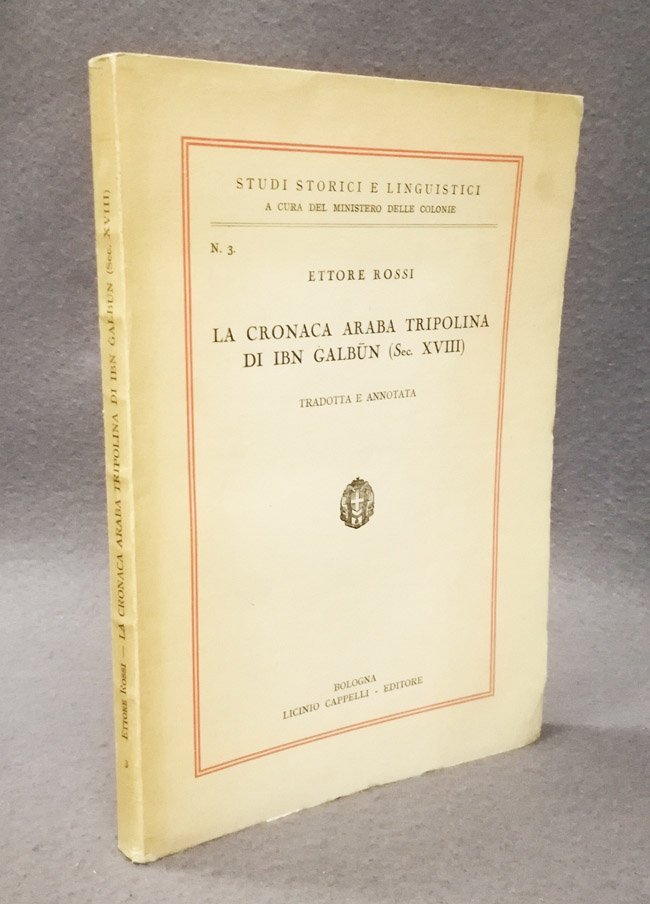 STUDI STORICI E LINGUISTICI
A CURA DEL MINISTERO DELLE COLONIE
N. 3.
ETTORE ROSSI
LA CRONACA ARABA TRIPOLINA
DI IBN GALBŪN (Sec. XVIII)
TRADOTTA E ANNOTATA
BOLOGNA
LICINIO CAPPELLI - EDITORE
ETTORE ROSSI — LA CRONACA ARABA TRIPOLINA DI IBN GALBŪN (Sec. XVIII)